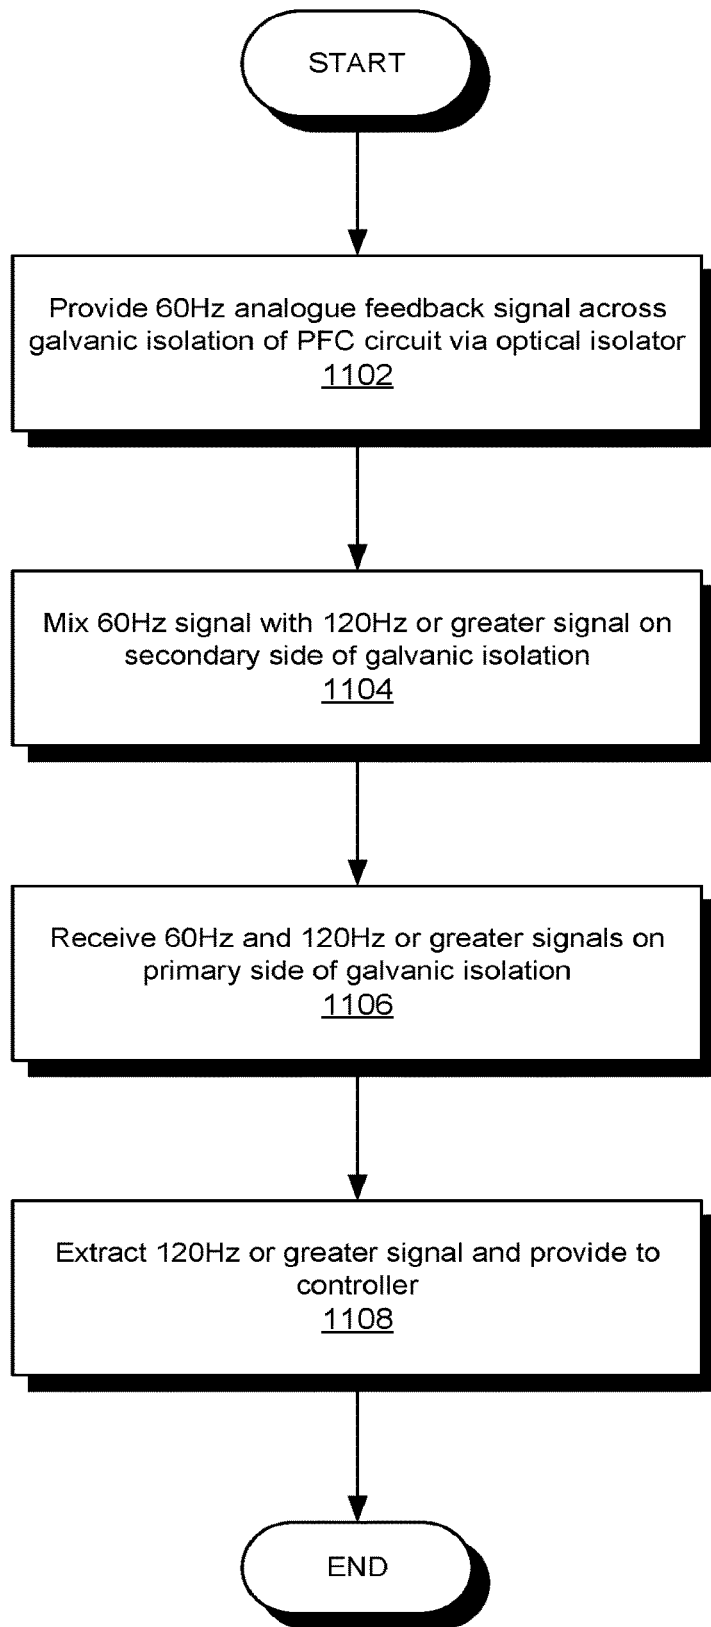 START
Provide 60Hz analogue feedback signal across
galvanic isolation of PFC circuit via optical isolator
1102
Mix 60Hz signal with 120Hz or greater signal on
secondary side of galvanic isolation
1104
Receive 60Hz and 120Hz or greater signals on
primary side of galvanic isolation
1106
Extract 120Hz or greater signal and provide to
controller
1108
END